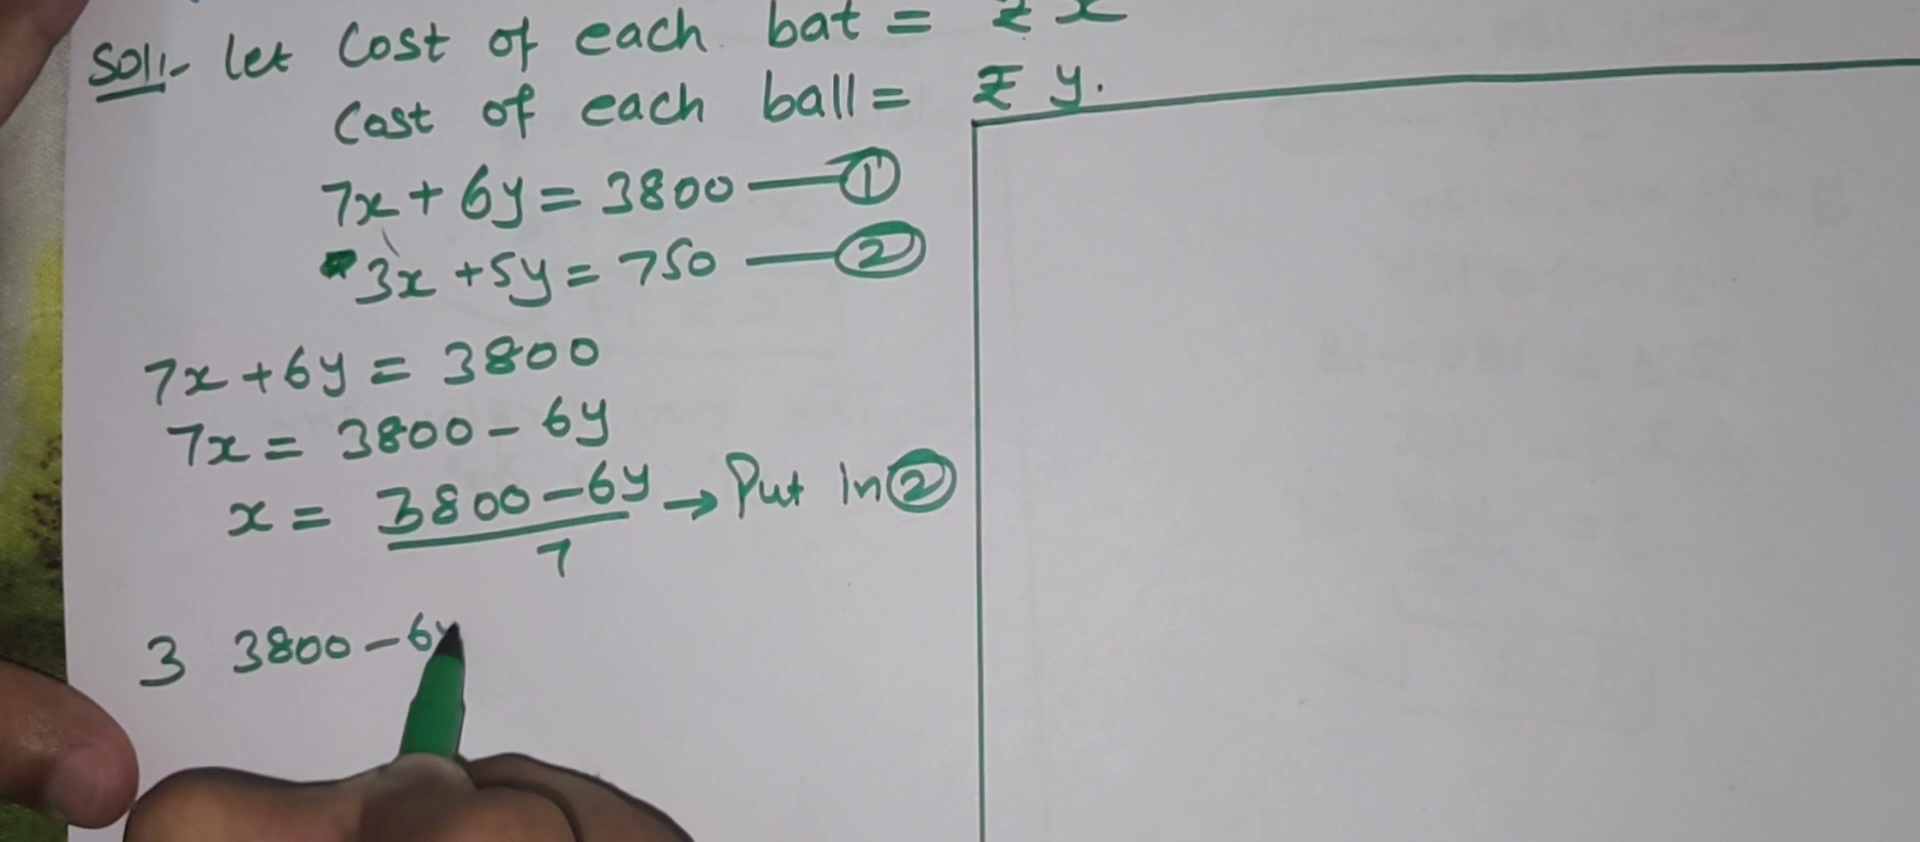 Sol:- let Cost of each bat = ₹ x
Cost of each ball = ₹ y.
7x + 6y = 3800 — ①
3x + 5y = 750 — ②
7x + 6y = 3800
7x = 3800 - 6y
x = 3800 - 6y → Put in ②
7
3 3800 - 6y